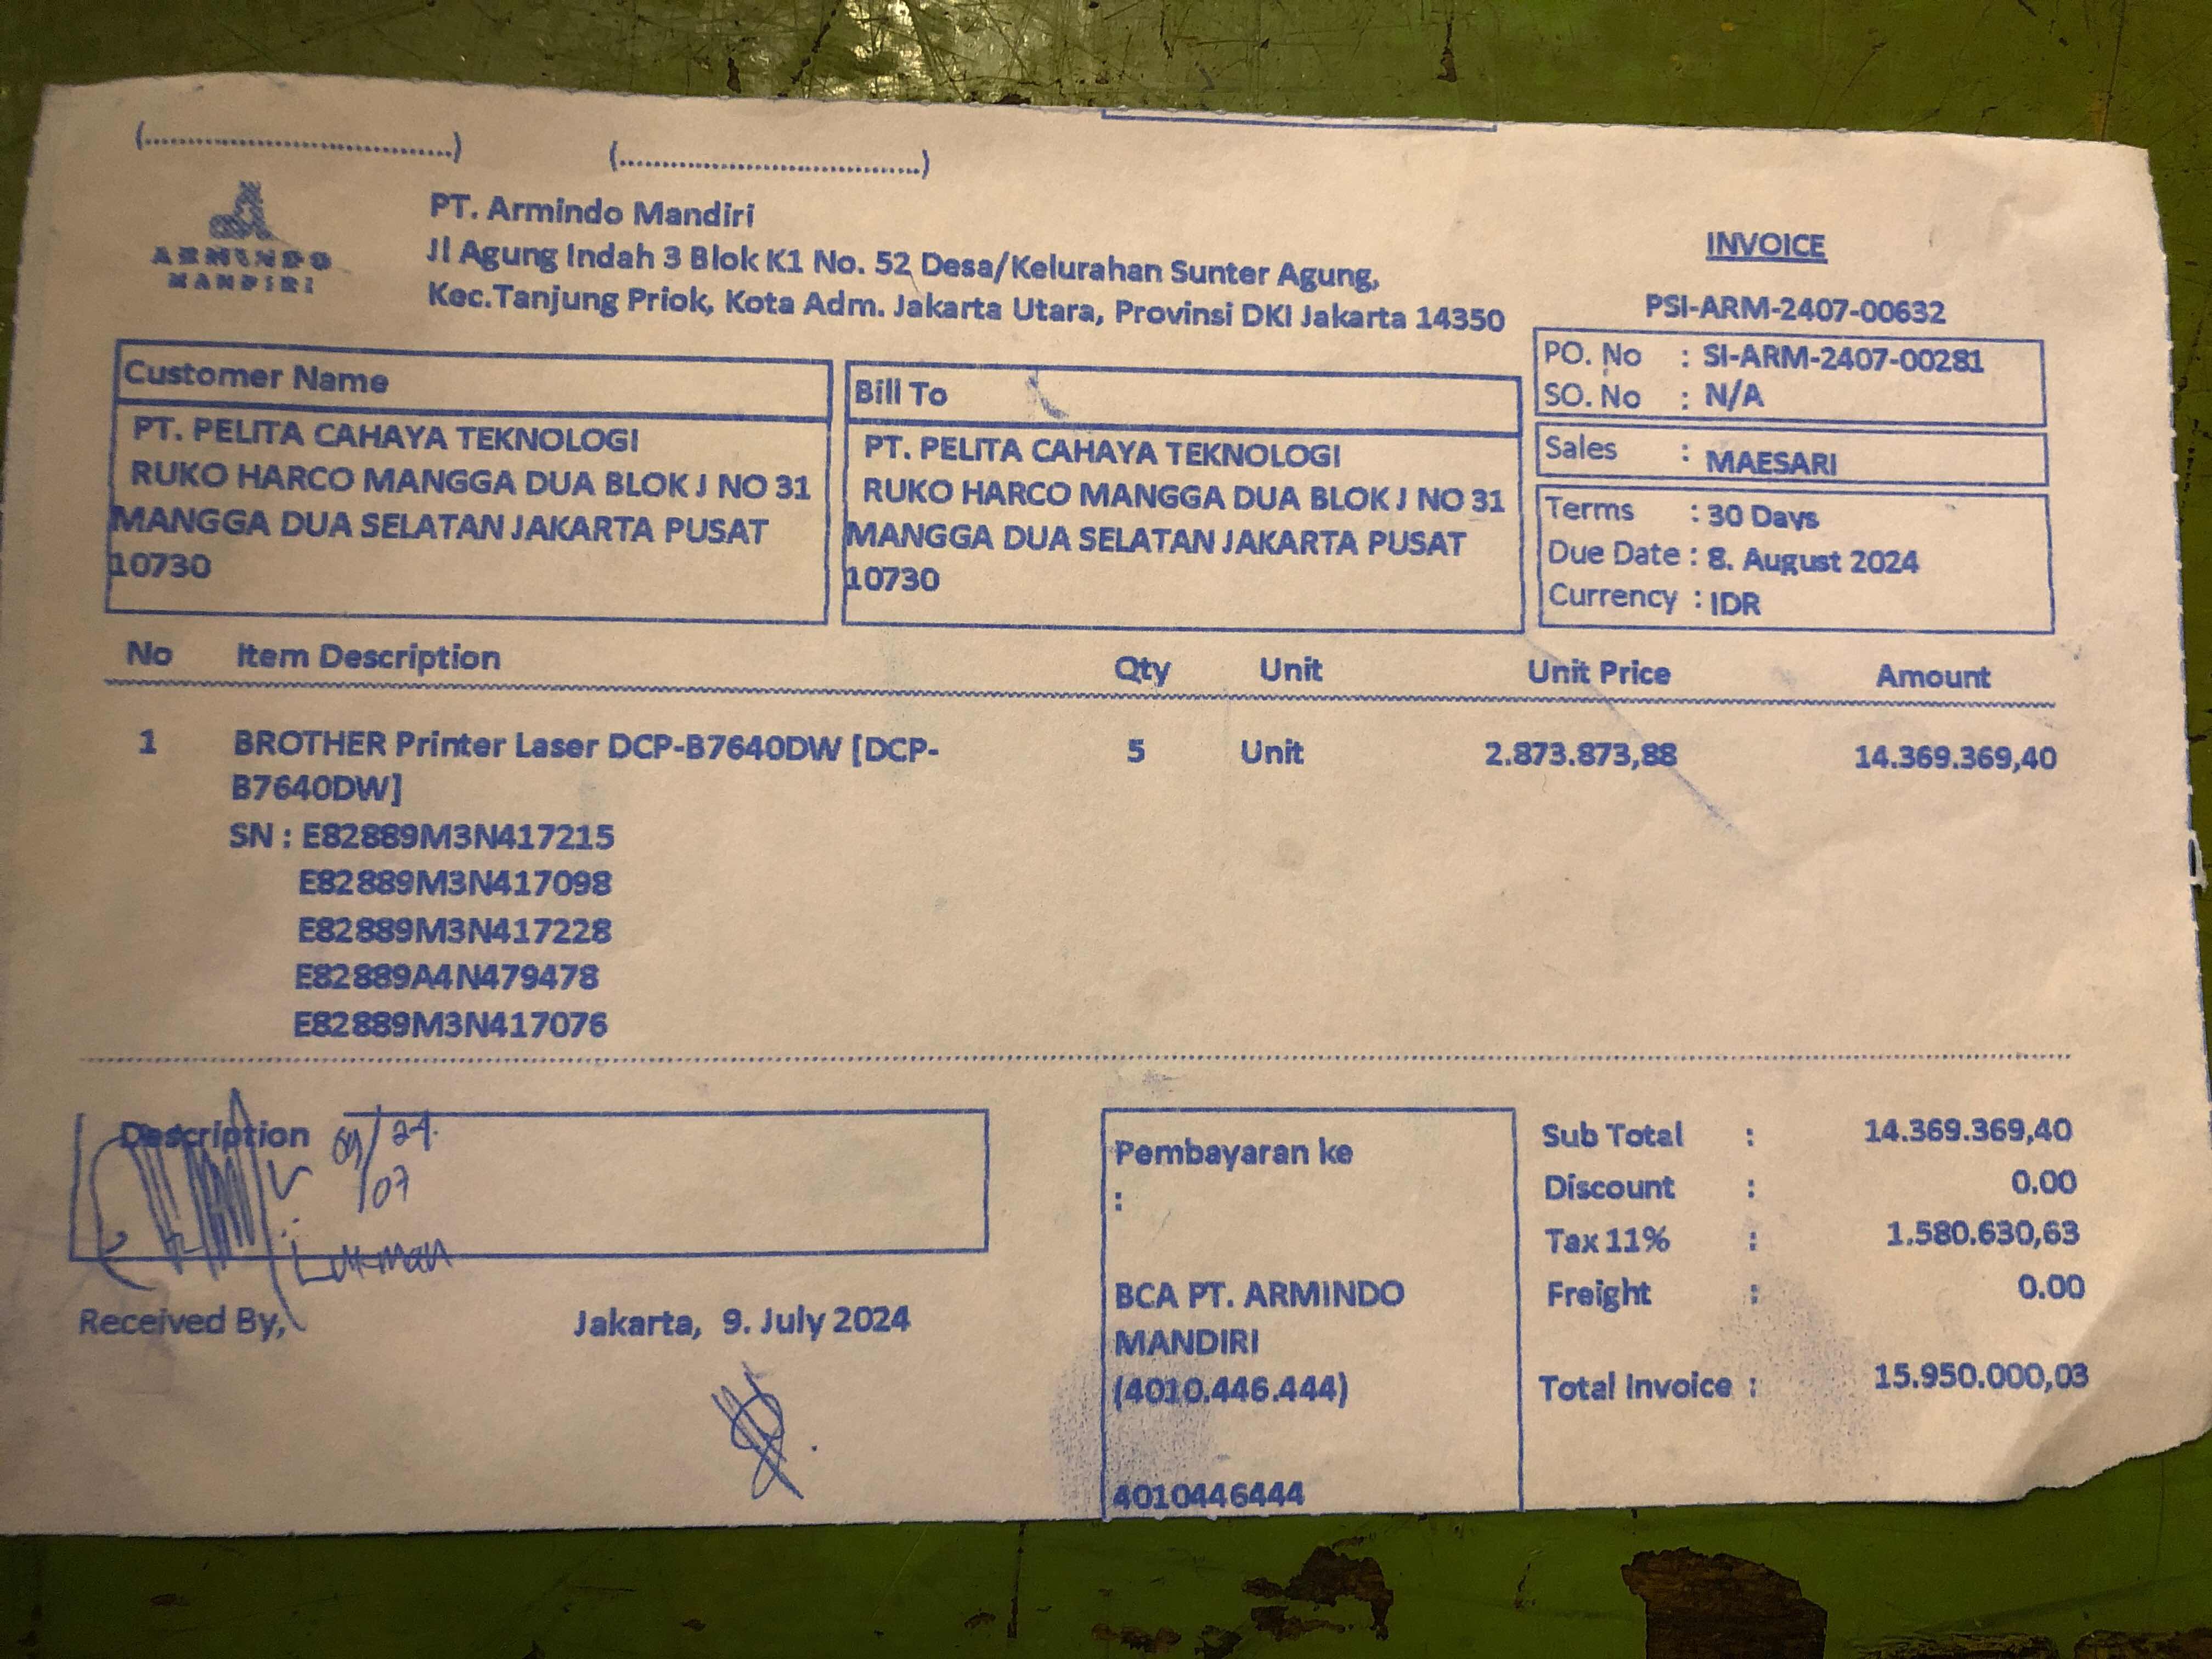 (....................................) (....................................)
ARMINDO
MANDIRI
PT. Armindo Mandiri
Jl Agung Indah 3 Blok K1 No. 52 Desa/Kelurahan Sunter Agung,
Kec.Tanjung Priok, Kota Adm. Jakarta Utara, Provinsi DKI Jakarta 14350
INVOICE
PSI-ARM-2407-00632
PO. No : SI-ARM-2407-00281
SO. No : N/A
Sales : MAESARI
Terms : 30 Days
Due Date : 8. August 2024
Currency : IDR
Customer Name
PT. PELITA CAHAYA TEKNOLOGI
RUKO HARCO MANGGA DUA BLOK J NO 31
MANGGA DUA SELATAN JAKARTA PUSAT
10730
Bill To
PT. PELITA CAHAYA TEKNOLOGI
RUKO HARCO MANGGA DUA BLOK J NO 31
MANGGA DUA SELATAN JAKARTA PUSAT
10730
No Item Description Qty Unit Unit Price Amount
1 BROTHER Printer Laser DCP-B7640DW [DCP- 5 Unit 2.873.873,88 14.369.369,40
B7640DW]
SN : E82889M3N417215
E82889M3N417098
E82889M3N417228
E82889A4N479478
E82889M3N417076
Description
09/24.
/07
Lukman
Received By,
Jakarta, 9. July 2024
Pembayaran ke
:
BCA PT. ARMINDO
MANDIRI
(4010.446.444)
4010446444
Sub Total : 14.369.369,40
Discount : 0.00
Tax 11% : 1.580.630,63
Freight : 0.00
Total Invoice : 15.950.000,03